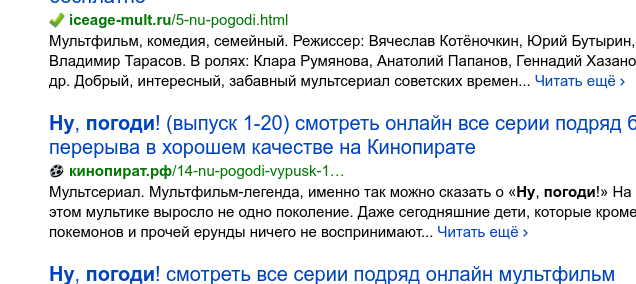 бесплатно
iceage-mult.ru/5-nu-pogodi.html
Мультфильм, комедия, семейный. Режиссер: Вячеслав Котёночкин, Юрий Бутырин,
Владимир Тарасов. В ролях: Клара Румянова, Анатолий Папанов, Геннадий Хазано
др. Добрый, интересный, забавный мультсериал советских времен... Читать ещё ›
Ну, погоди! (выпуск 1-20) смотреть онлайн все серии подряд б
перерыва в хорошем качестве на Кинопирате
кинопират.рф/14-nu-pogodi-vypusk-1…
Мультсериал. Мультфильм-легенда, именно так можно сказать о «Ну, погоди!» На
этом мультике выросло не одно поколение. Даже сегодняшние дети, которые кроме
покемонов и прочей ерунды ничего не воспринимают... Читать ещё ›
Ну, погоди! смотреть все серии подряд онлайн мультфильм